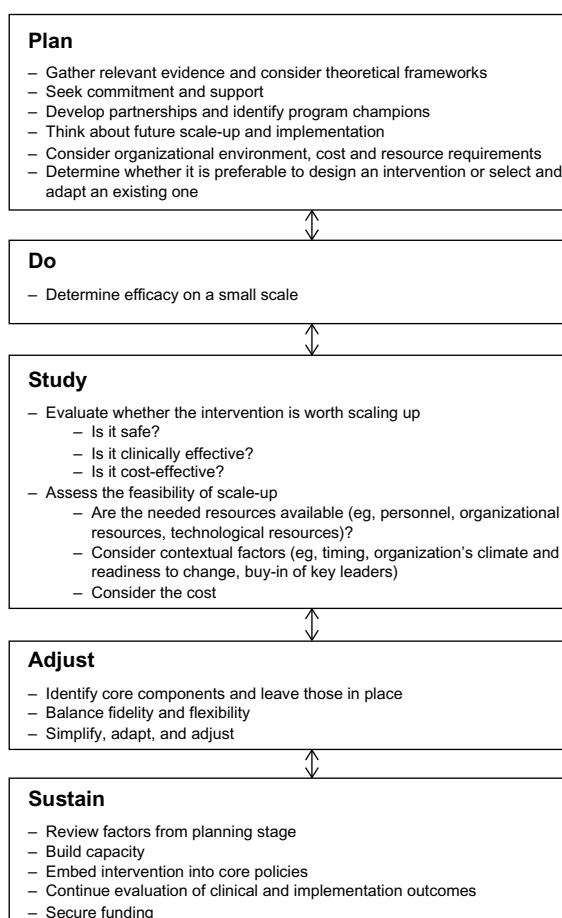 Plan
– Gather relevant evidence and consider theoretical frameworks
– Seek commitment and support
– Develop partnerships and identify program champions
– Think about future scale-up and implementation
– Consider organizational environment, cost and resource requirements
– Determine whether it is preferable to design an intervention or select and
adapt an existing one
Do
– Determine efficacy on a small scale
Study
– Evaluate whether the intervention is worth scaling up
– Is it safe?
– Is it clinically effective?
– Is it cost-effective?
– Assess the feasibility of scale-up
– Are the needed resources available (eg, personnel, organizational
resources, technological resources)?
– Consider contextual factors (eg, timing, organization’s climate and
readiness to change, buy-in of key leaders)
– Consider the cost
Adjust
– Identify core components and leave those in place
– Balance fidelity and flexibility
– Simplify, adapt, and adjust
Sustain
– Review factors from planning stage
– Build capacity
– Embed intervention into core policies
– Continue evaluation of clinical and implementation outcomes
– Secure funding